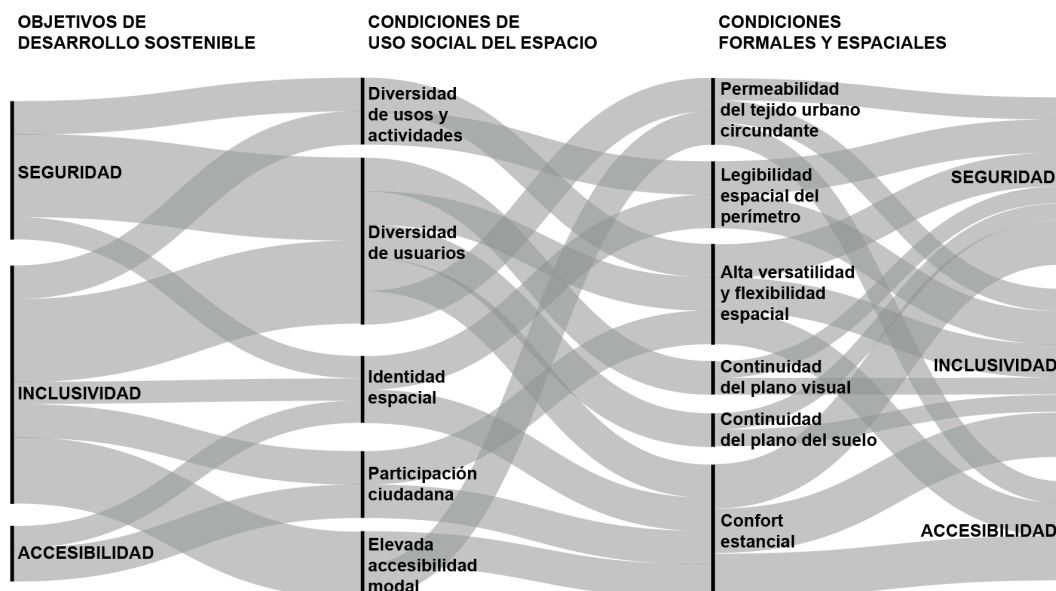 OBJETIVOS DE
DESARROLLO SOSTENIBLE
CONDICIONES DE
USO SOCIAL DEL ESPACIO
CONDICIONES
FORMALES Y ESPACIALES
SEGURIDAD
INCLUSIVIDAD
ACCESIBILIDAD
Diversidad
de usos y
actividades
Diversidad
de usuarios
Identidad
espacial
Participación
ciudadana
Elevada
accesibilidad
modal
Permeabilidad
del tejido urbano
circundante
Legibilidad
espacial del
perímetro
Alta versatilidad
y flexibilidad
espacial
Continuidad
del plano visual
Continuidad
del plano del suelo
Confort
estancial
SEGURIDAD
INCLUSIVIDAD
ACCESIBILIDAD